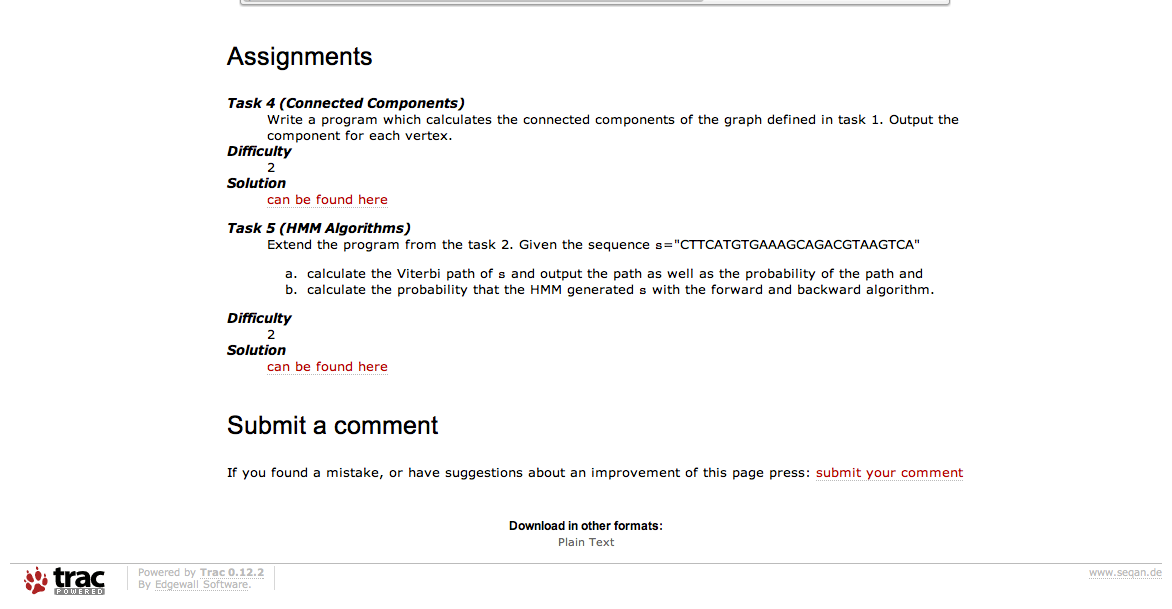 Assignments
Task 4 (Connected Components)
Write a program which calculates the connected components of the graph defined in task 1. Output the
component for each vertex.
Difficulty
2
Solution
can be found here
Task 5 (HMM Algorithms)
Extend the program from the task 2. Given the sequence s="CTTCATGTGAAAGCAGACGTAAGTCA"
a. calculate the Viterbi path of s and output the path as well as the probability of the path and
b. calculate the probability that the HMM generated s with the forward and backward algorithm.
Difficulty
2
Solution
can be found here
Submit a comment
If you found a mistake, or have suggestions about an improvement of this page press: submit your comment
Download in other formats:
Plain Text
trac
POWERED
Powered by Trac 0.12.2
By Edgewall Software.
www.seqan.de